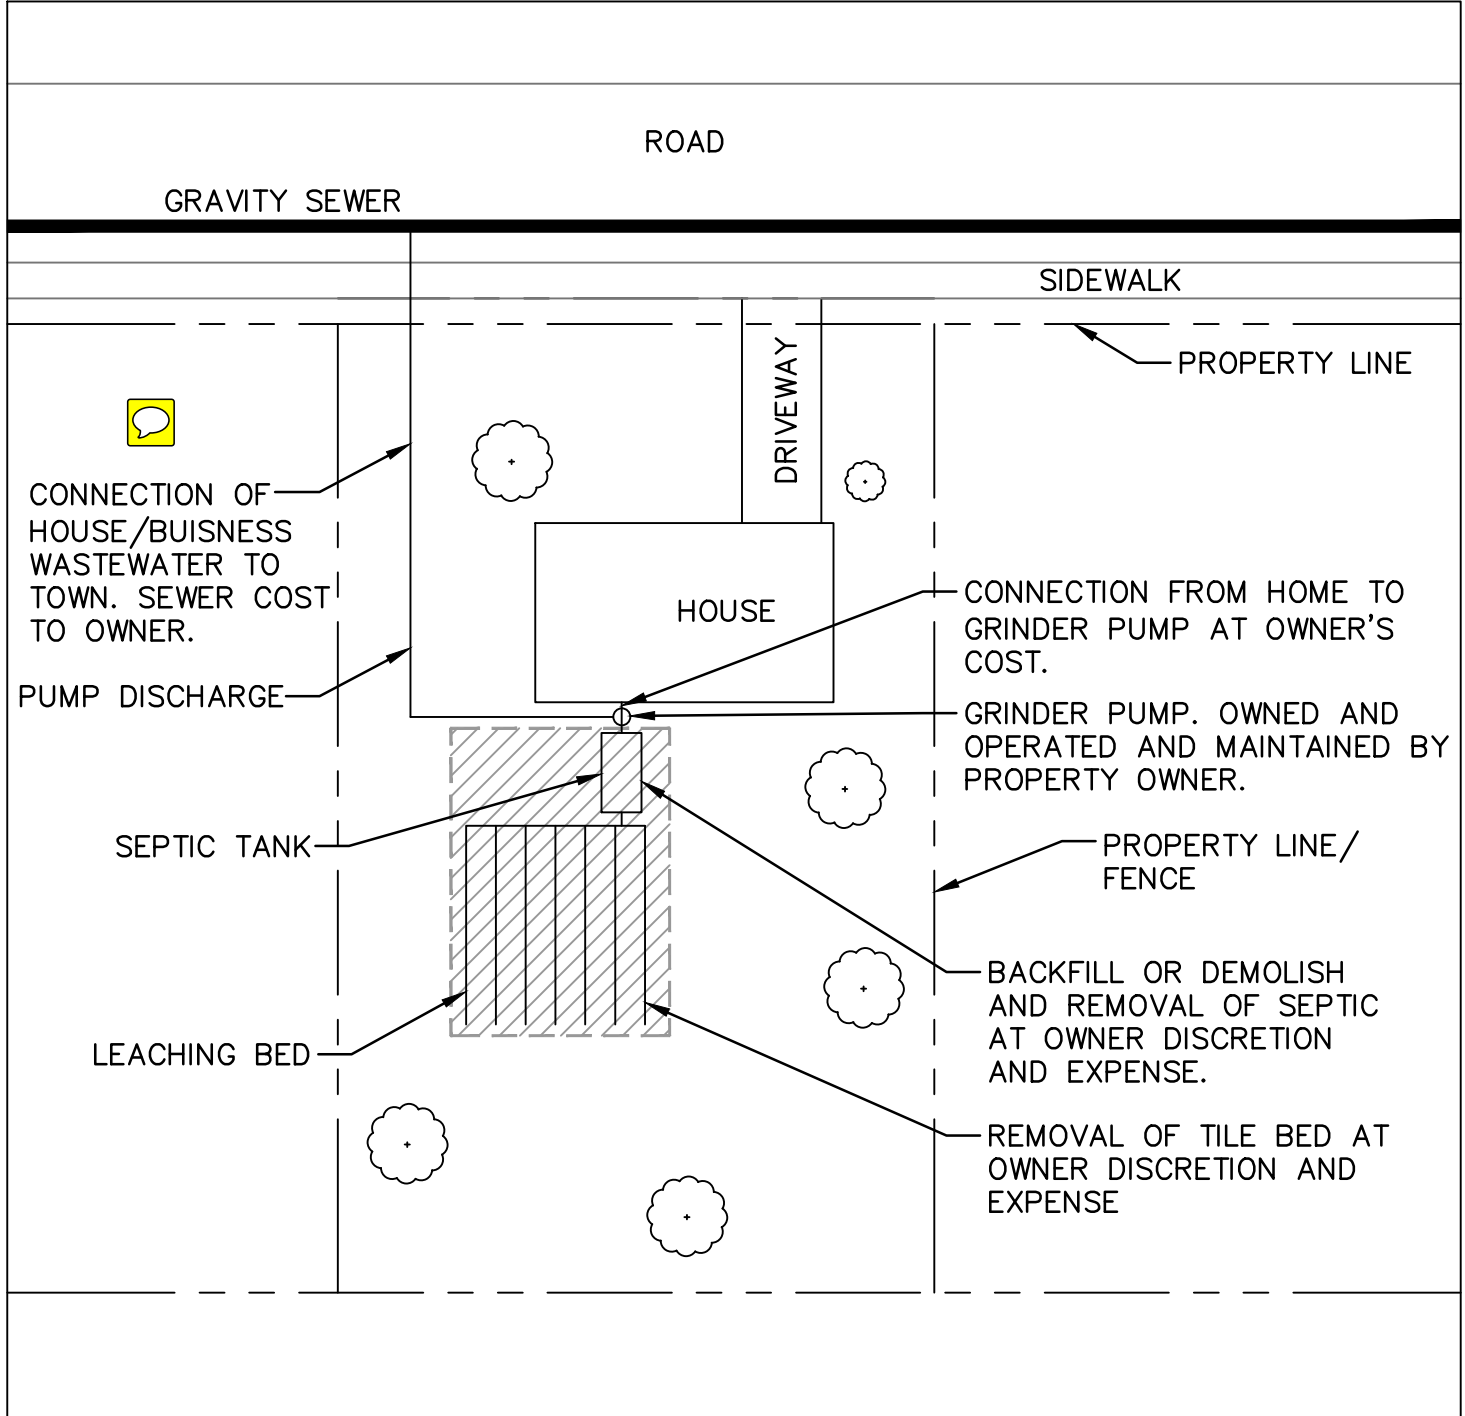 ROAD
GRAVITY SEWER
SIDEWALK
PROPERTY LINE
DRIVEWAY
CONNECTION OF
HOUSE/BUISNESS
WASTEWATER TO
TOWN. SEWER COST
TO OWNER.
HOUSE
CONNECTION FROM HOME TO
GRINDER PUMP AT OWNER'S
COST.
PUMP DISCHARGE
GRINDER PUMP. OWNED AND
OPERATED AND MAINTAINED BY
PROPERTY OWNER.
SEPTIC TANK
PROPERTY LINE/
FENCE
BACKFILL OR DEMOLISH
AND REMOVAL OF SEPTIC
AT OWNER DISCRETION
AND EXPENSE.
LEACHING BED
REMOVAL OF TILE BED AT
OWNER DISCRETION AND
EXPENSE